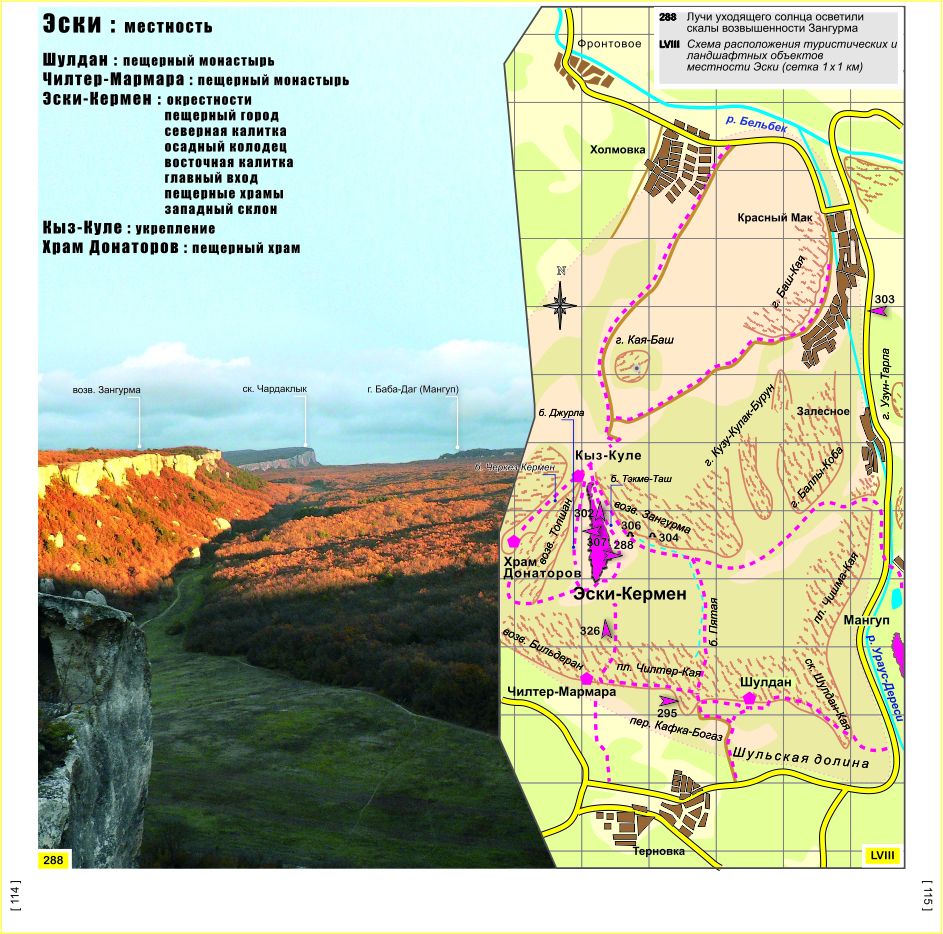 Эски : местность
Шулдан : пещерный монастырь
Чилтер-Мармара : пещерный монастырь
Эски-Кермен : окрестности
пещерный город
северная калитка
осадный колодец
восточная калитка
главный вход
пещерные храмы
западный склон
Кыз-Куле : укрепление
Храм Донаторов : пещерный храм
возв. Зангурма
ск. Чардаклык
г. Баба-Даг (Мангуп)
288
[ 114 ]
288 Лучи уходящего солнца осветили
скалы возвышенности Зангурма
LVIII Схема расположения туристических и
ландшафтных объектов
местности Эски (сетка 1 x 1 км)
Фронтовое
р. Бельбек
Холмовка
Красный Мак
N
г. Баш-Кая
303
г. Кая-Баш
г. Узун-Тарла
г. Кузу-Кулак-Бурун
Залесное
б. Джурла
Кыз-Куле
б. Черкез-Кермен
б. Тэкме-Таш
г. Баллы-Коба
возв. Топшан
302
возв. Зангурма
306
304
307
288
Храм
Донаторов
Эски-Кермен
пл. Чишма-Кая
б. Пятая
Мангуп
326
возв. Бильдеран
пл. Чилтер-Кая
р. Ураус-Дереси
ск. Шулдан-Кая
Чилтер-Мармара
Шулдан
295
пер. Кафка-Богаз
Шульская долина
Терновка
LVIII
[ 115 ]